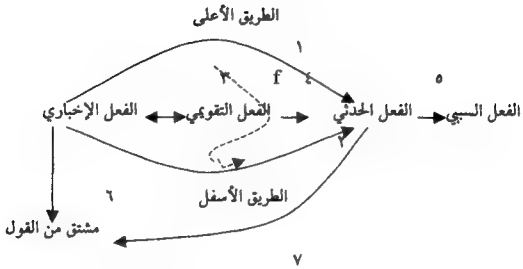 الطريق الأعلى
١
٣ f ٤ ٥
الفعل الإخباري الفعل التقويمي الفعل الحدثي الفعل السببي
٢
٦ الطريق الأسفل
مشتق من القول
٧